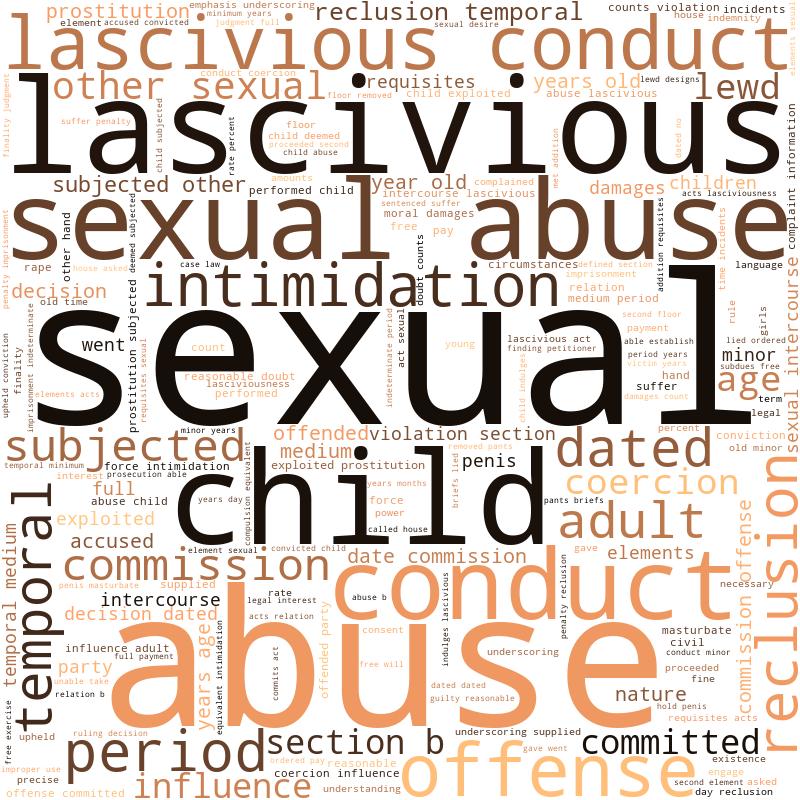 prostitution
emphasis underscoring
element
accused convicted
minimum years
judgment full
reclusion temporal
sexual desire
counts violation
incidents
house
indemnity
lascivious conduct
elements sexual
finality judgment
other sexual
conduct coercion
floor removed
requisites
child exploited
years old
abuse lascivious
lewd designs
lewd
lascivious
suffer penalty
child subjected
rate percent
floor
child deemed
proceeded second
child abuse
met addition
dated no
complaint information
subjected other
performed child
amounts
year old
intercourse lascivious
complained
sentenced suffer
moral damages
free
pay
damages
children
acts lasciviousness
sexual abuse
penalty imprisonment
other hand
deemed subjected
addition requisites
time incidents
rape
house asked
case law
decision
old time
intimidation
doubt counts
circumstances
defined section
imprisonment
relation
medium period
language
sexual
upheld conviction
finality
imprisonment indeterminate
went
elements acts
prostitution subjected
requisites sexual
count
reasonable doubt
lasciviousness
performed
indeterminate period
act sexual
young
lascivious act
finding petitioner
child indulges
second floor
payment
able establish
period years
victim years
hand
suffer
damages count
rule
girls
lied ordered
minor
subdues free
age
term
legal
sexual intercourse
subjected
minor years
offended
violation section
medium
dated
percent
conviction
old minor
temporal minimum
force intimidation
interest
prosecution able
full
abuse child
exploited
accused
compulsion equivalent
exploited prostitution
removed pants
briefs lied
penis
years day
years months
force
power
called house
pants briefs
coercion
child
adult
element sexual
convicted child
date commission
gave
elements
temporal
temporal medium
commission
conduct
reclusion
commission offense
penis masturbate
supplied
intercourse
rate
legal interest
abuse b
necessary
decision dated
acts relation
indulges lascivious
penalty reclusion
abuse
influence adult
full payment
party
unable take
relation b
years age
equivalent intimidation
commits act
offended party
consent
free will
underscoring
dated dated
guilty reasonable
masturbate
civil
conduct minor
proceeded
fine
nature
hold penis
requisites acts
free exercise
upheld
ruling decision
period
section b
underscoring supplied
gave went
committed
existence
improper use
precise
offense committed
influence
ordered pay
reasonable
coercion influence
understanding
offense
engage
second element
asked
day reclusion